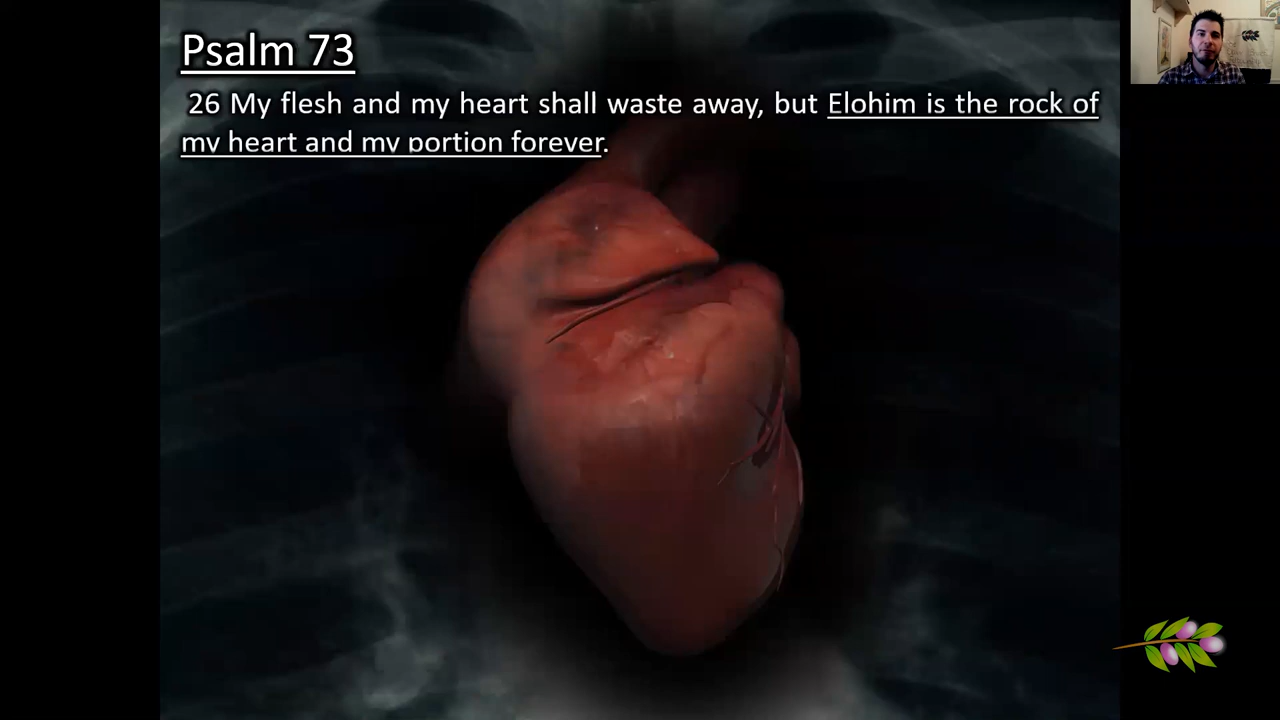 Psalm 73
26 My flesh and my heart shall waste away, but Elohim is the rock of
my heart and my portion forever.